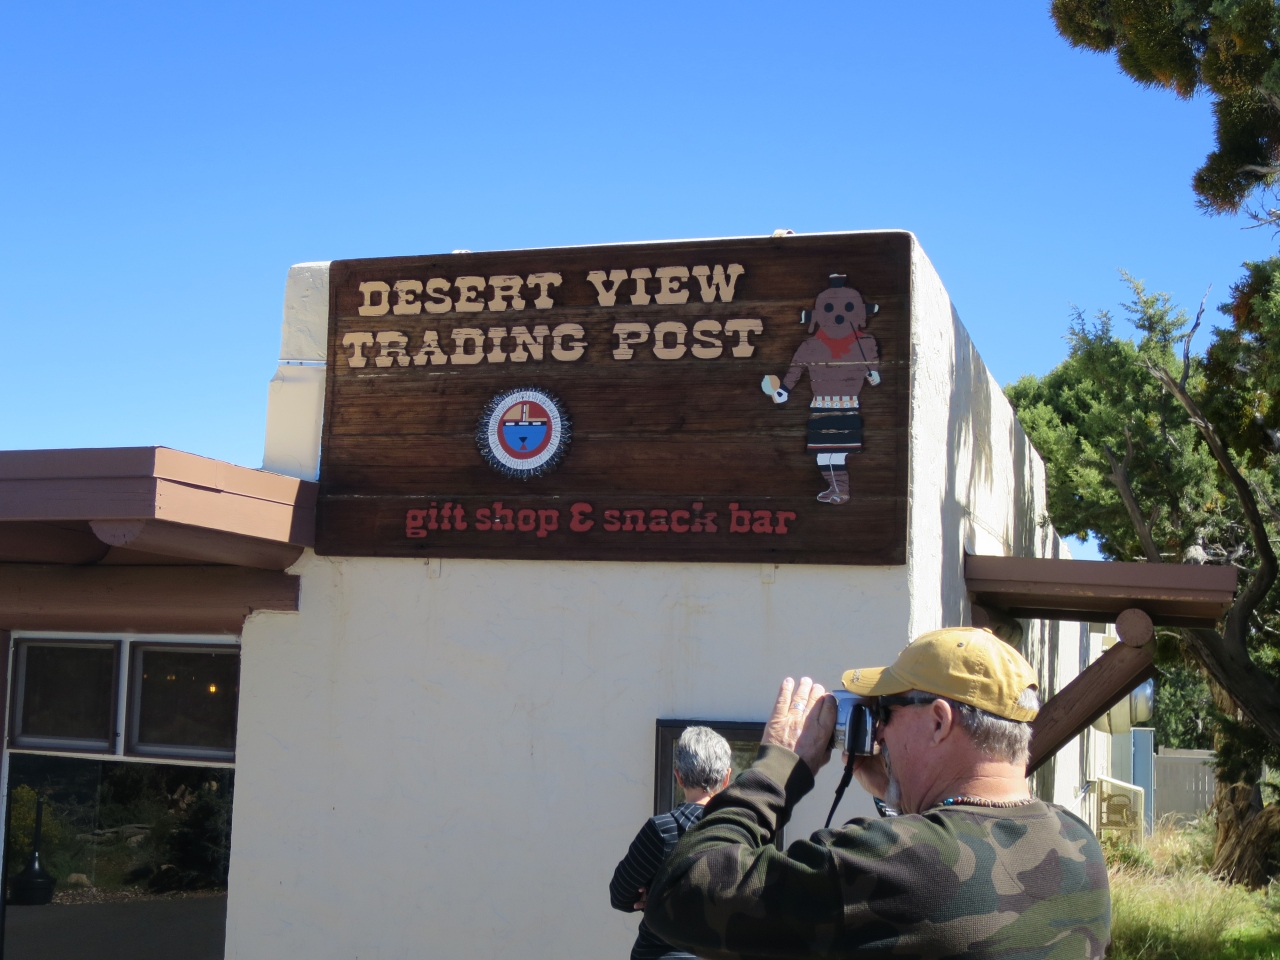 DESERT VIEW
TRADING POST
gift shop & snack bar